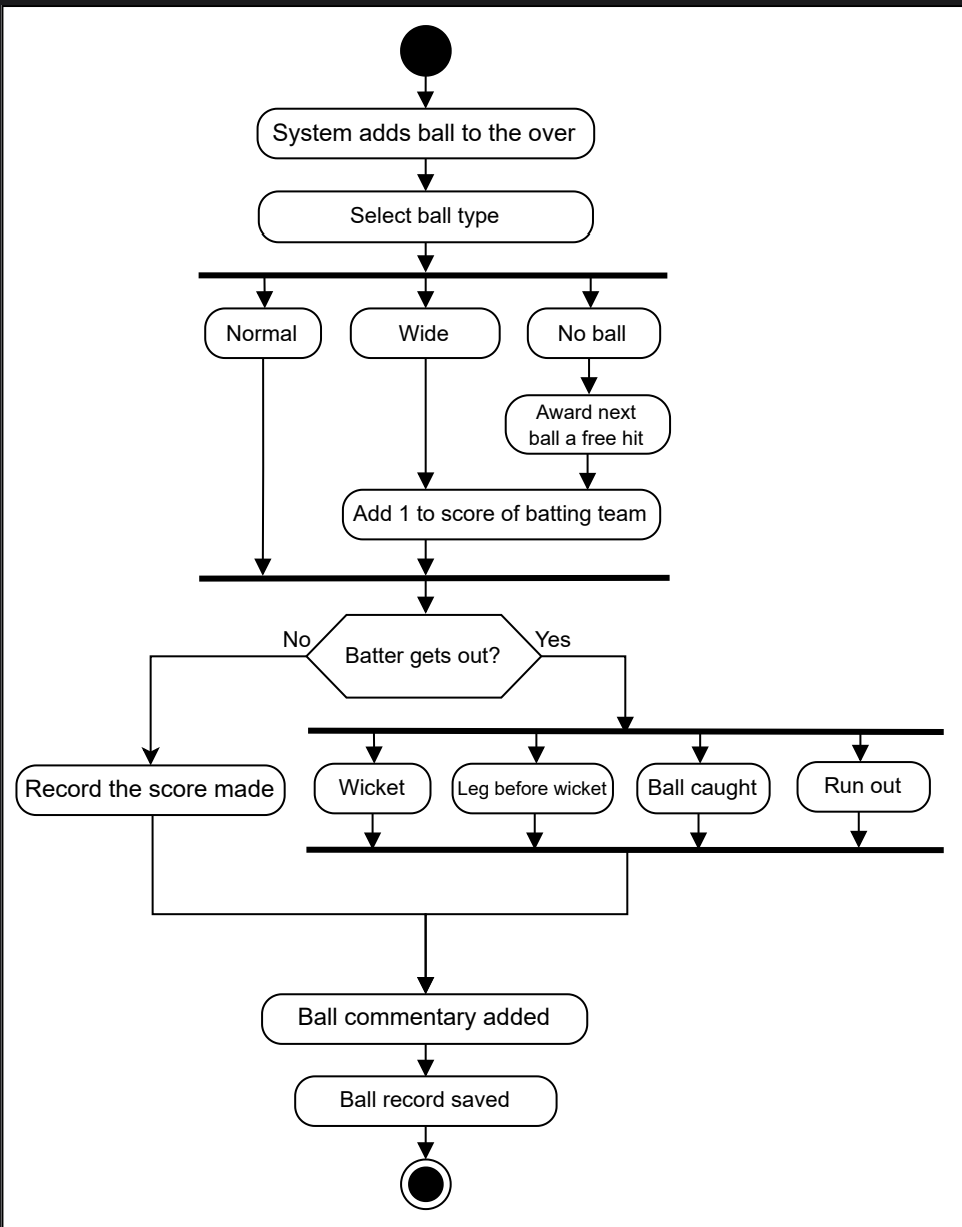 System adds ball to the over
Select ball type
Normal
Wide
No ball
Award next
ball a free hit
Add 1 to score of batting team
No
Batter gets out?
Yes
Record the score made
Wicket
Leg before wicket
Ball caught
Run out
Ball commentary added
Ball record saved